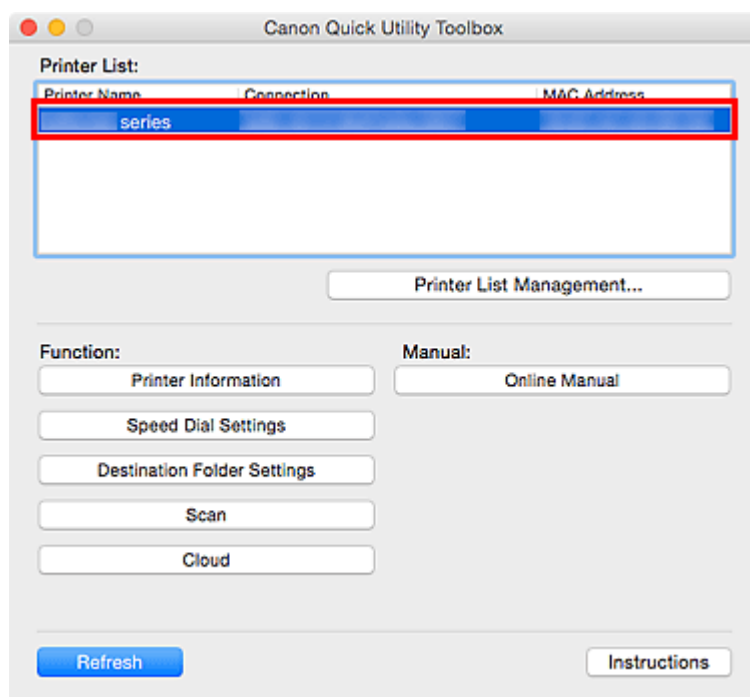 Canon Quick Utility Toolbox
Printer List:
Printer Name Connection MAC Address
series
Printer List Management...
Function: Manual:
Printer Information Online Manual
Speed Dial Settings
Destination Folder Settings
Scan
Cloud
Refresh Instructions